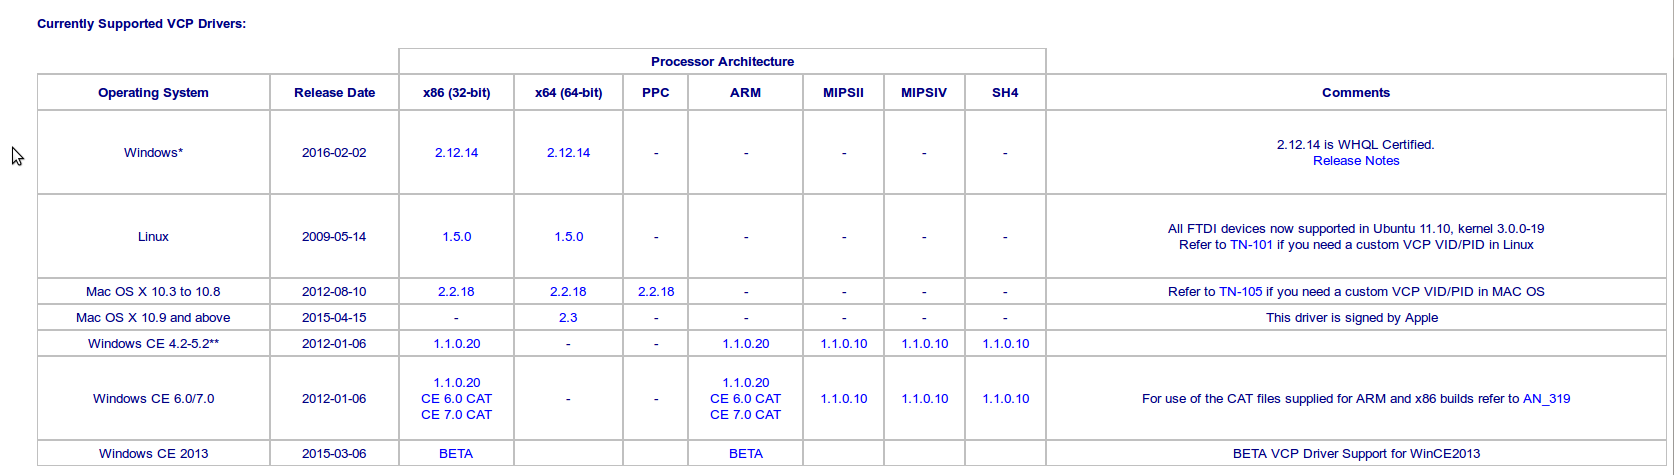 Currently Supported VCP Drivers:
Processor Architecture
Operating System Release Date x86 (32-bit) x64 (64-bit) PPC ARM MIPSII MIPSIV SH4 Comments
Windows* 2016-02-02 2.12.14 2.12.14 - - - - - 2.12.14 is WHQL Certified.
Release Notes
Linux 2009-05-14 1.5.0 1.5.0 - - - - - All FTDI devices now supported in Ubuntu 11.10, kernel 3.0.0-19
Refer to TN-101 if you need a custom VCP VID/PID in Linux
Mac OS X 10.3 to 10.8 2012-08-10 2.2.18 2.2.18 2.2.18 - - - - Refer to TN-105 if you need a custom VCP VID/PID in MAC OS
Mac OS X 10.9 and above 2015-04-15 - 2.3 - - - - - This driver is signed by Apple
Windows CE 4.2-5.2** 2012-01-06 1.1.0.20 - - 1.1.0.20 1.1.0.10 1.1.0.10 1.1.0.10
Windows CE 6.0/7.0 2012-01-06 1.1.0.20 - - 1.1.0.20 1.1.0.10 1.1.0.10 1.1.0.10 For use of the CAT files supplied for ARM and x86 builds refer to AN_319
CE 6.0 CAT CE 6.0 CAT
CE 7.0 CAT CE 7.0 CAT
Windows CE 2013 2015-03-06 BETA BETA BETA VCP Driver Support for WinCE2013